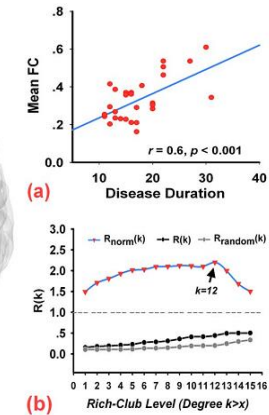 Mean FC
.8
.6
.4
.2
0.0
r = 0.6, p < 0.001
10 20 30 40
Disease Duration
(a)
R(k)
3.0
2.5
2.0
1.5
1.0
.5
0.0
Rnorm(k) R(k) Rrandom(k)
k=12
0 1 2 3 4 5 6 7 8 9 10 11 12 13 14 15 16
Rich-Club Level (Degree k>x)
(b)